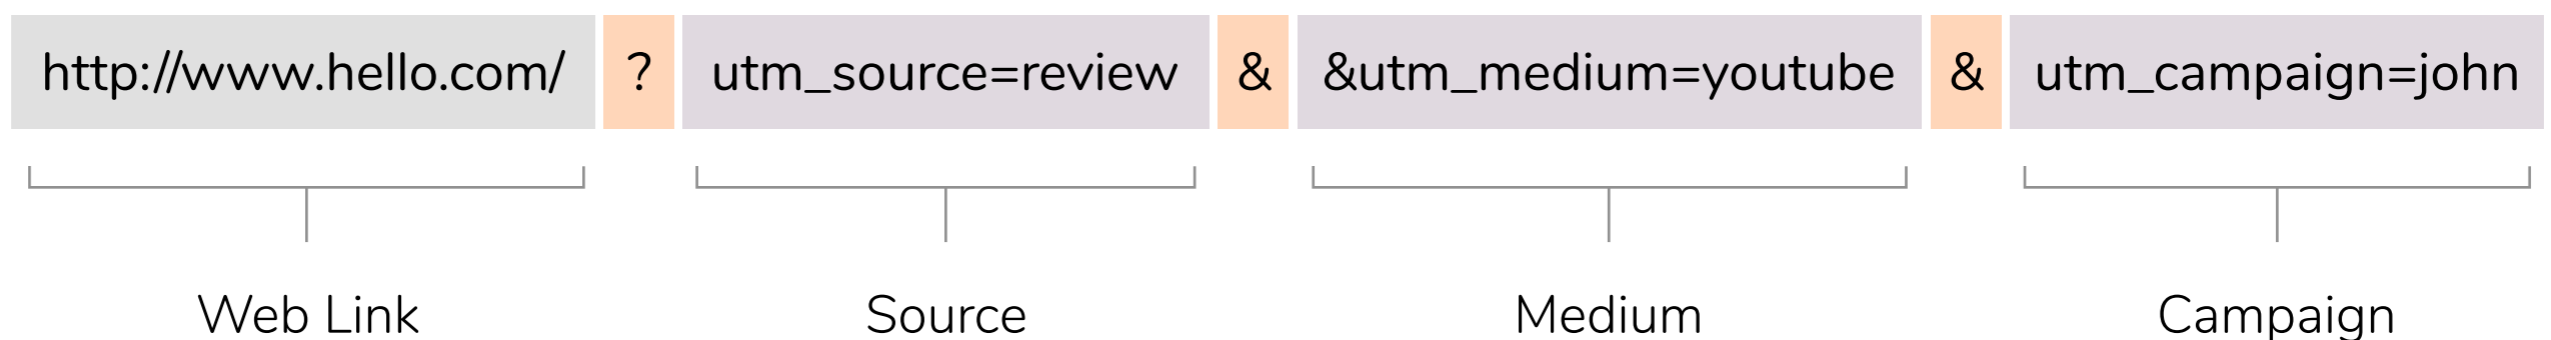 http://www.hello.com/ ? utm_source=review & &utm_medium=youtube & utm_campaign=john
Web Link Source Medium Campaign